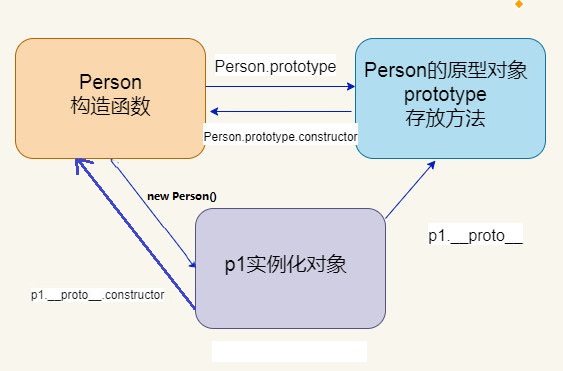 Person
构造函数
Person.prototype
Person的原型对象
prototype
存放方法
Person.prototype.constructor
new Person()
p1实例化对象
p1.__proto__
p1.__proto__.constructor